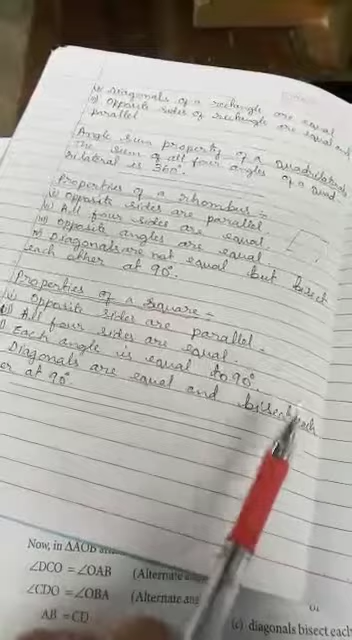 (i) Diagonals of a rectangle are equal
(ii) Opposite sides of rectangle are equal and
parallel
Angle sum property of a Quadrilateral
The sum of all four angles of a quad
rilateral is 360°.
Properties of a rhombus :-
(i) Opposite sides are parallel.
(ii) All four sides are equal.
(iii) Opposite angles are equal.
(iv) Diagonals are not equal but bisect
each other at 90°.
Properties of a square :-
(i) Opposite sides are parallel.
All four sides are equal.
Each angle is equal to 90°.
Diagonals are equal and bisect each
er at 90°.
Now, in ΔAOB
∠DCO = ∠OAB (Alternate
∠CDO = ∠OBA (Alternate ang
AB = CD
(c) diagonals bisect each